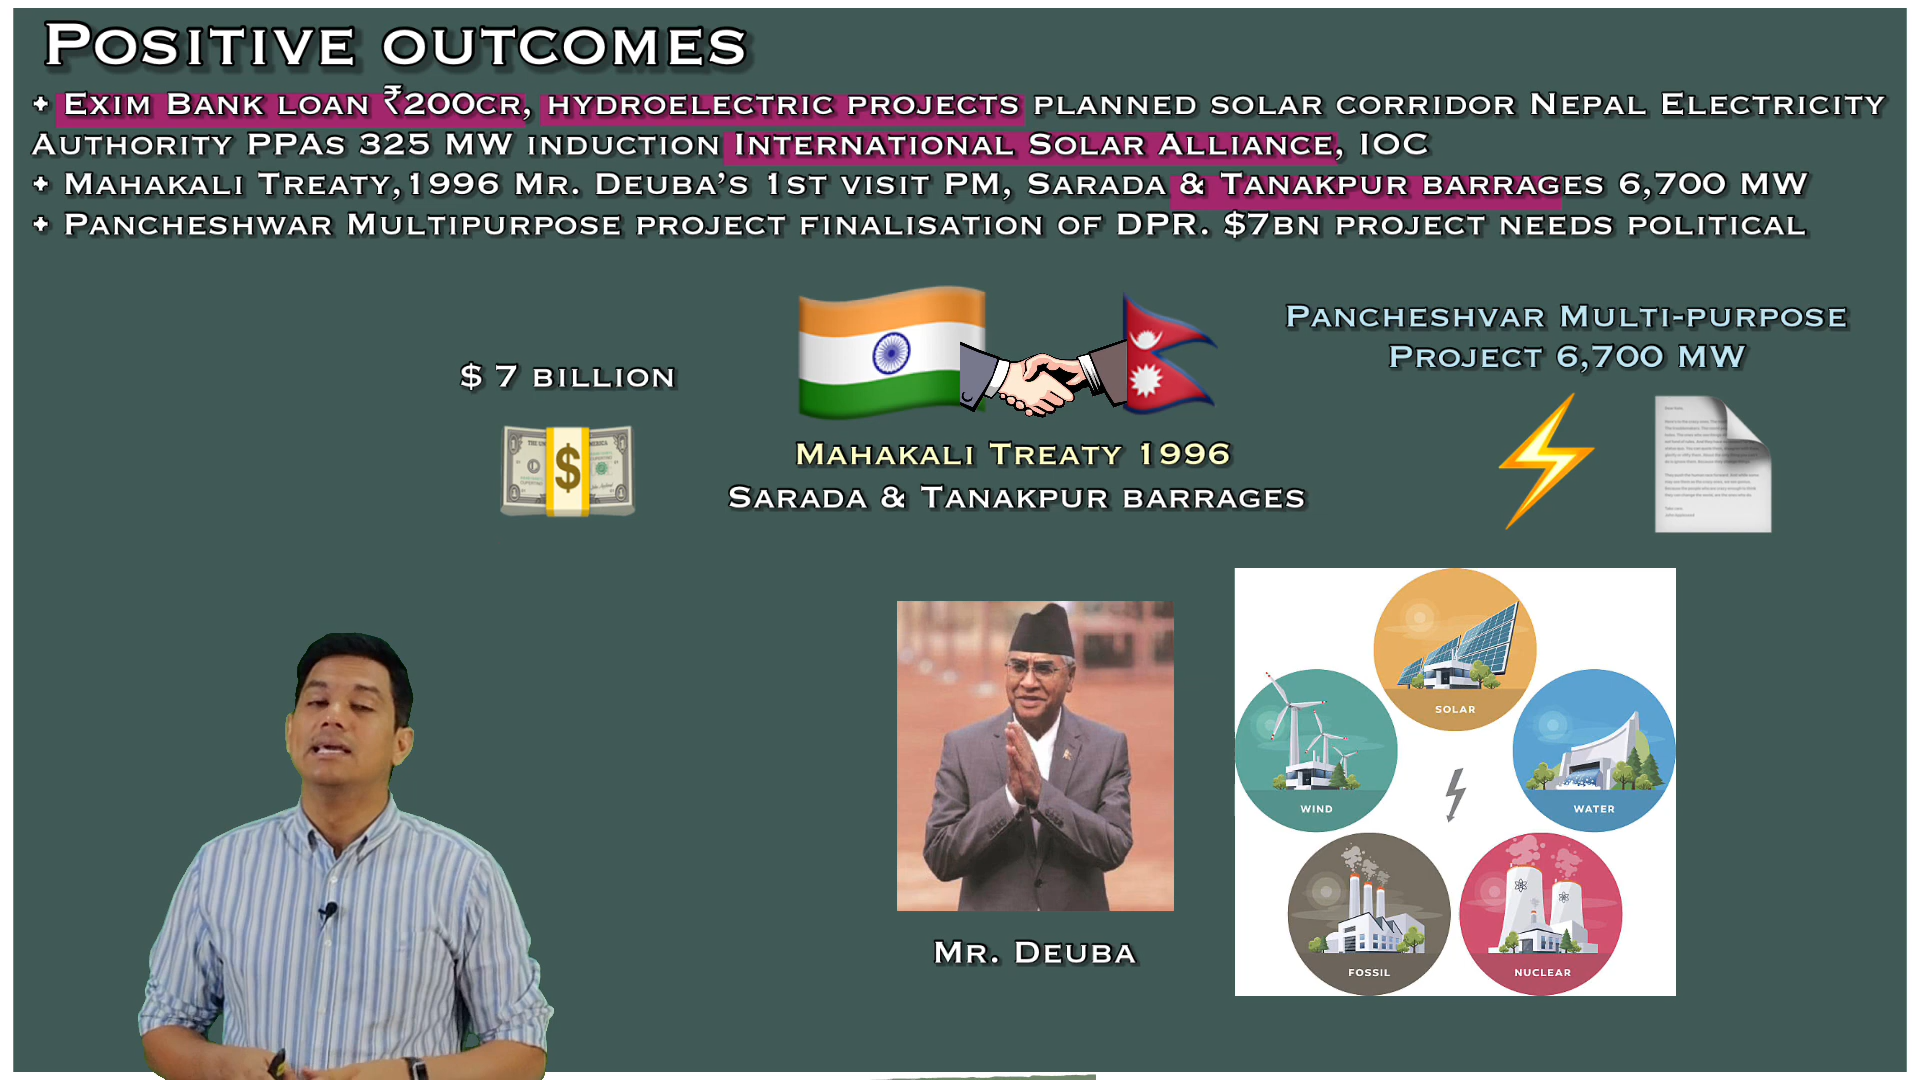 Positive outcomes
+ Exim Bank loan ₹200cr, hydroelectric projects planned solar corridor Nepal Electricity
Authority PPAs 325 MW induction International Solar Alliance, IOC
+ Mahakali Treaty,1996 Mr. Deuba's 1st visit PM, Sarada & Tanakpur barrages 6,700 MW
+ Pancheshwar Multipurpose project finalisation of DPR. $7bn project needs political
Pancheshvar Multi-purpose
Project 6,700 MW
$ 7 billion
Mahakali Treaty 1996
Sarada & Tanakpur barrages
SOLAR
WIND
WATER
FOSSIL
NUCLEAR
Mr. Deuba